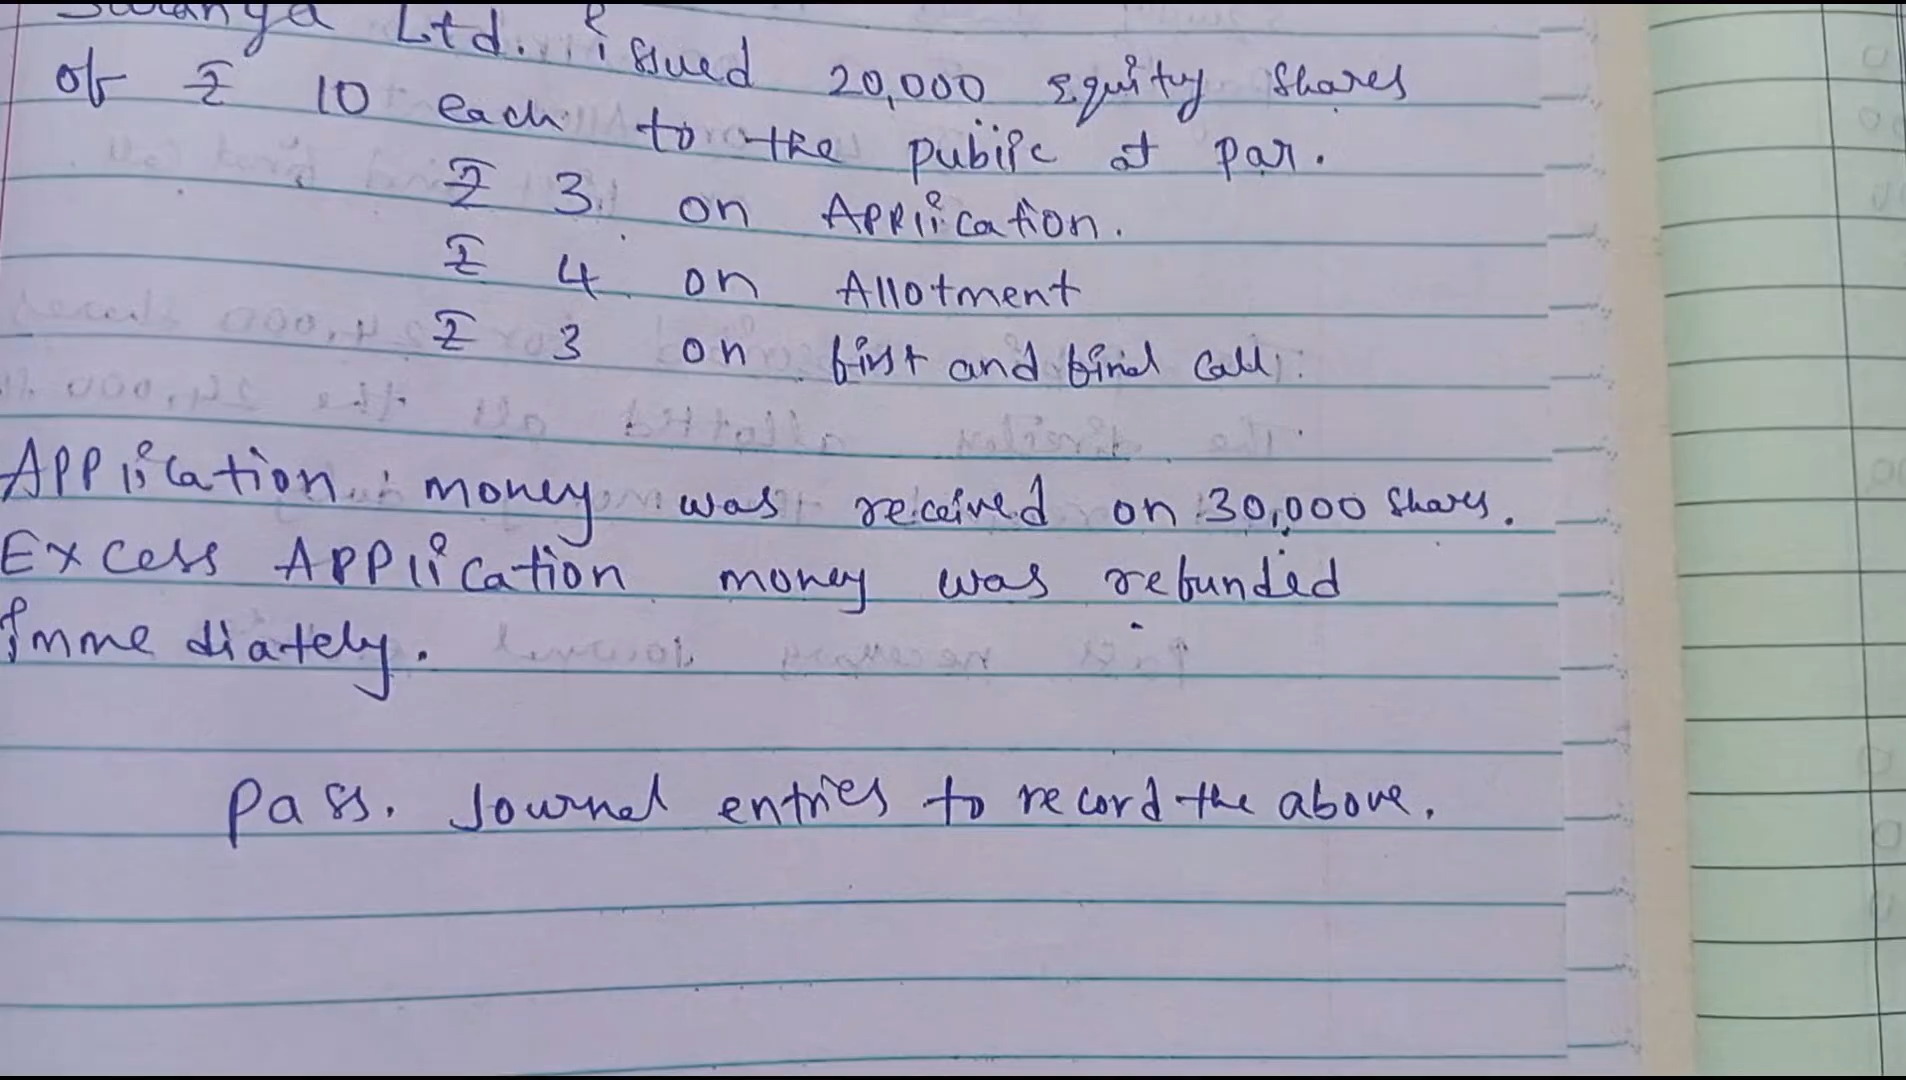 Ltd. issued 20,000 Equity Shares
of ₹ 10 each to the public at par.
₹ 3 on Application.
₹ 4 on Allotment
₹ 3 on first and final call.
Application money was received on 30,000 Shares.
Excess Application money was refunded
immediately.
Pass. Journal entries to record the above.